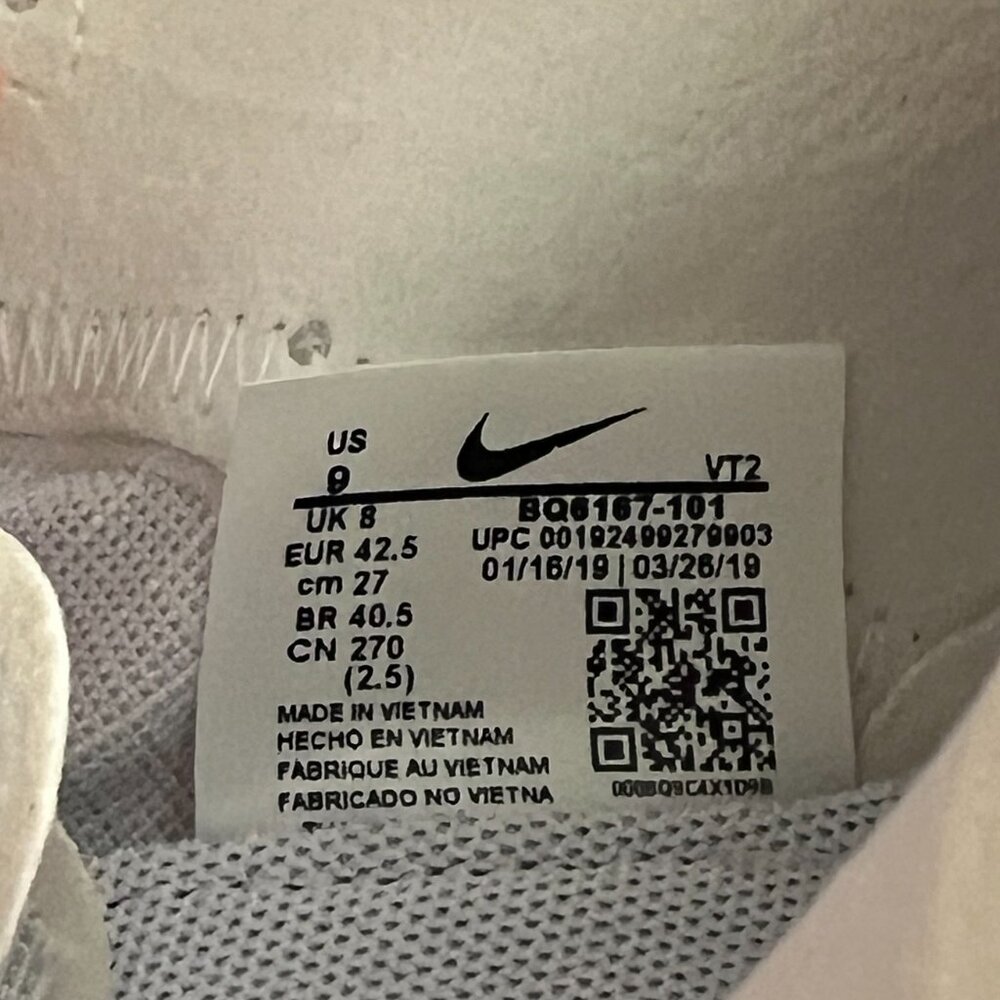 US
9
VT2
UK 8
BQ6167-101
EUR 42.5
UPC 00192499279903
cm 27
01/16/19 | 03/26/19
BR 40.5
CN 270
(2.5)
MADE IN VIETNAM
HECHO EN VIETNAM
FABRIQUE AU VIETNAM
FABRICADO NO VIETNA